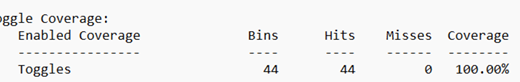 oggle Coverage:
Enabled Coverage Bins Hits Misses Coverage
---------------- ---- ---- ------ --------
Toggles 44 44 0 100.00%